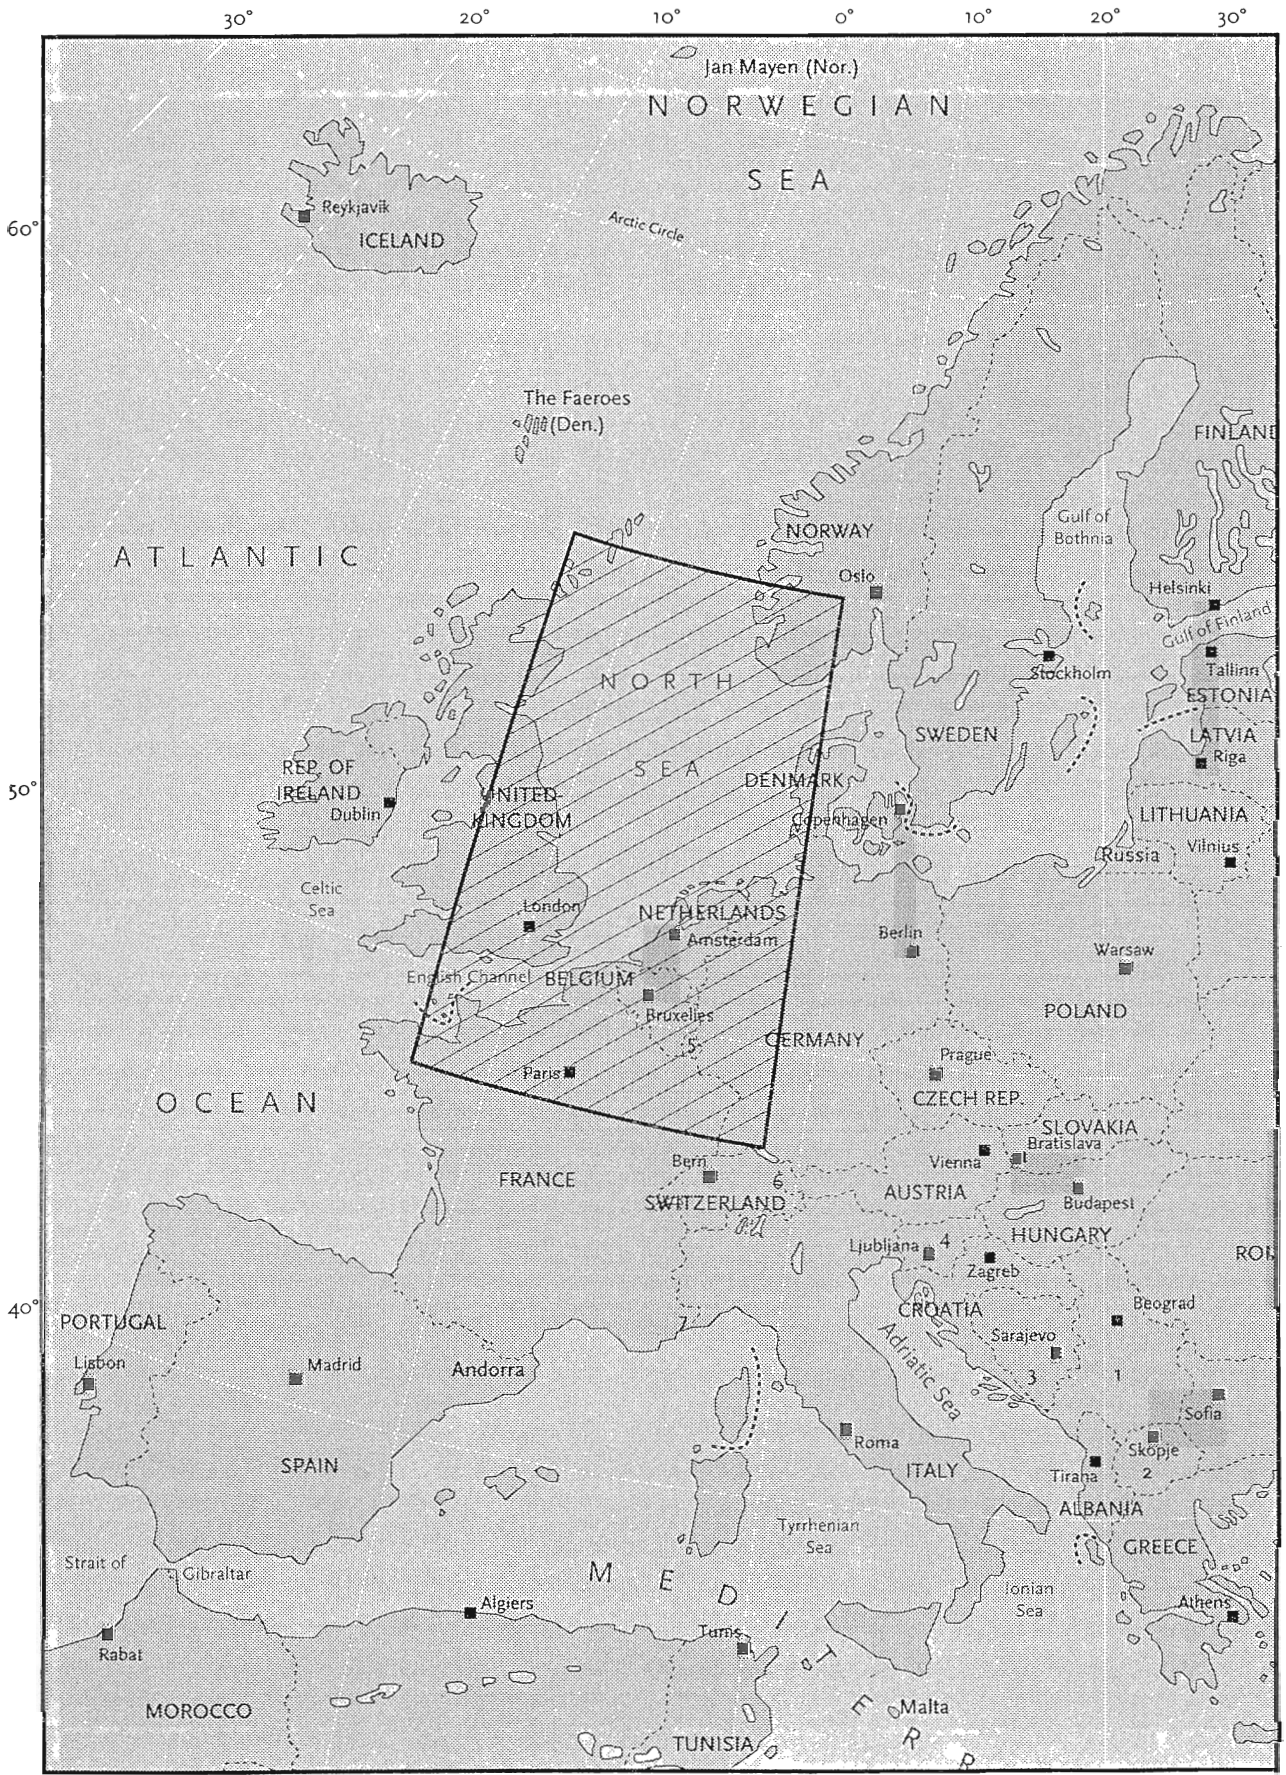 30° 20° 10° 0° 10° 20° 30°
Jan Mayen (Nor.)
NORWEGIAN
SEA
Reykjavik
Arctic Circle
60°
ICELAND
The Faeroes
(Den.)
FINLAND
Gulf of
Bothnia
NORWAY
ATLANTIC
Oslo
Helsinki
Gulf of Finland
Stockholm
Tallinn
NORTH
ESTONIA
SWEDEN
LATVIA
Riga
REP. OF
IRELAND
SEA
DENMARK
50°
UNITED
KINGDOM
Dublin
Copenhagen
LITHUANIA
Russia
Vilnius
Celtic
Sea
London
NETHERLANDS
Amsterdam
Berlin
Warsaw
English Channel
BELGIUM
Bruxelles
POLAND
5
GERMANY
Prague
Paris
OCEAN
CZECH REP.
SLOVAKIA
Bratislava
Vienna
Bern
FRANCE
6
AUSTRIA
SWITZERLAND
Budapest
HUNGARY
Ljubljana
4
ROM
Zagreb
40°
CROATIA
Beograd
PORTUGAL
7
Sarajevo
Lisbon
Madrid
Andorra
Adriatic Sea
3
1
Sofia
Roma
Skopje
SPAIN
ITALY
Tirana
2
ALBANIA
Tyrrhenian
Sea
GREECE
Strait of
Gibraltar
MEDITERR
Ionian
Sea
Algiers
Athens
Rabat
Tunis
MOROCCO
Malta
TUNISIA